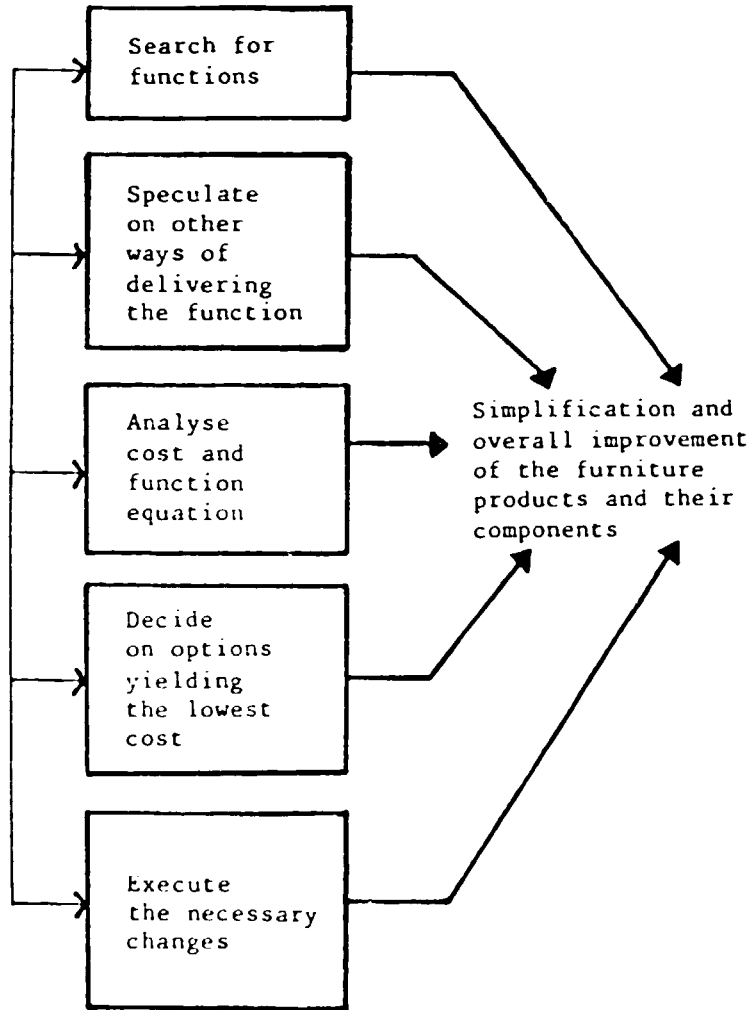 Search for
functions
Speculate
on other
ways of
delivering
the function
Analyse
cost and
function
equation
Decide
on options
yielding
the lowest
cost
Execute
the necessary
changes
Simplification and
overall improvement
of the furniture
products and their
components